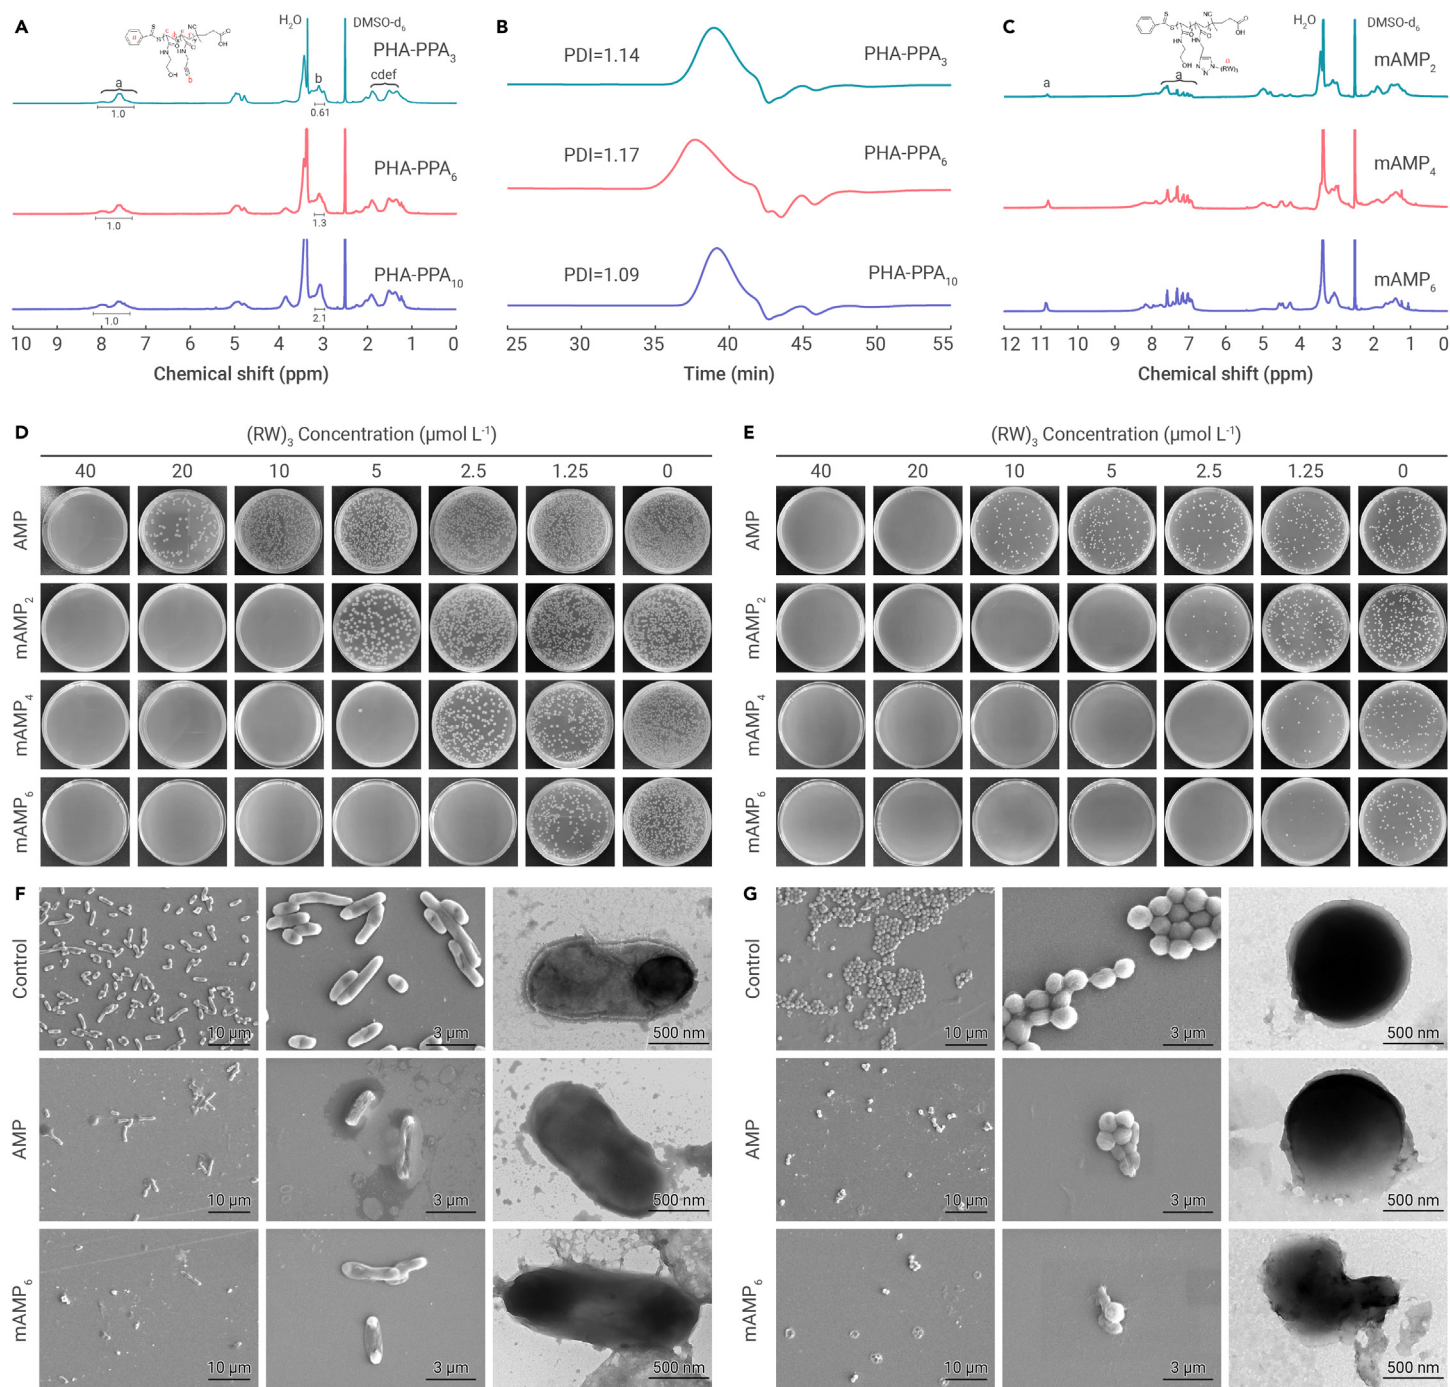 A
H₂O
DMSO-d₆
PHA-PPA₃
a
b
cdef
1.0
0.61
PHA-PPA₆
1.0
1.3
PHA-PPA₁₀
1.0
2.1
10 9 8 7 6 5 4 3 2 1 0
Chemical shift (ppm)
B
PDI=1.14
PHA-PPA₃
PDI=1.17
PHA-PPA₆
PDI=1.09
PHA-PPA₁₀
25 30 35 40 45 50 55
Time (min)
C
H₂O
DMSO-d₆
mAMP₂
a
a
mAMP₄
mAMP₆
12 11 10 9 8 7 6 5 4 3 2 1 0
Chemical shift (ppm)
D
(RW)₃ Concentration (μmol L⁻¹)
40 20 10 5 2.5 1.25 0
AMP
mAMP₂
mAMP₄
mAMP₆
E
(RW)₃ Concentration (μmol L⁻¹)
40 20 10 5 2.5 1.25 0
AMP
mAMP₂
mAMP₄
mAMP₆
F
Control
10 μm
3 μm
500 nm
AMP
10 μm
3 μm
500 nm
mAMP₆
10 μm
3 μm
500 nm
G
Control
10 μm
3 μm
500 nm
AMP
10 μm
3 μm
500 nm
mAMP₆
10 μm
3 μm
500 nm